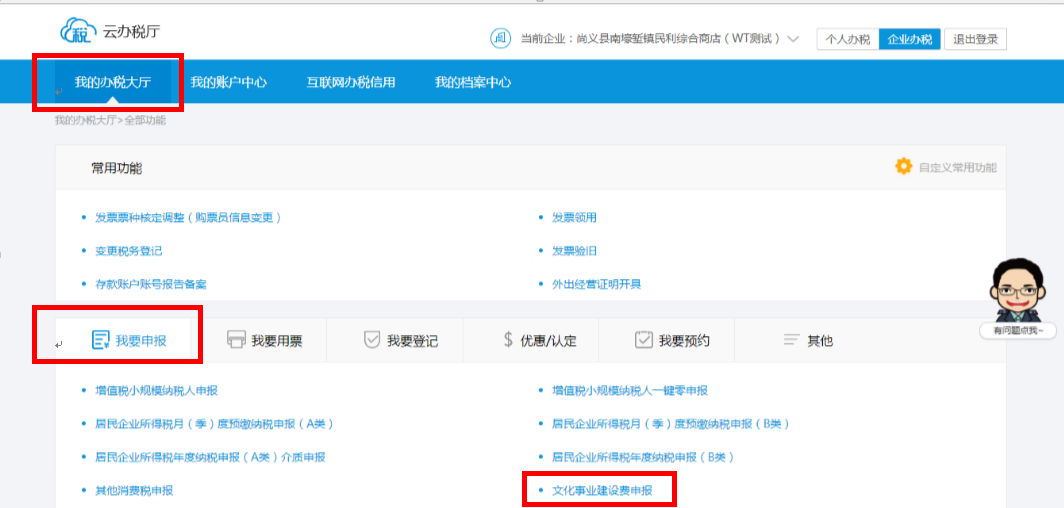 云办税厅
当前企业：尚义县南壕堑镇民利综合商店（WT测试）
个人办税 企业办税 退出登录
我的办税大厅 我的账户中心 互联网办税信用 我的档案中心
我的办税大厅>全部功能
常用功能 自定义常用功能
发票票种核定调整（购票员信息变更） 发票领用
变更税务登记 发票验旧
存款账户账号报告备案 外出经营证明开具
有问题点我~
我要申报 我要用票 我要登记 优惠/认定 我要预约 其他
增值税小规模纳税人申报 增值税小规模纳税人一键零申报
居民企业所得税月（季）度预缴纳税申报（A类） 居民企业所得税月（季）度预缴纳税申报（B类）
居民企业所得税年度纳税申报（A类）介质申报 居民企业所得税年度纳税申报（B类）
其他消费税申报 文化事业建设费申报